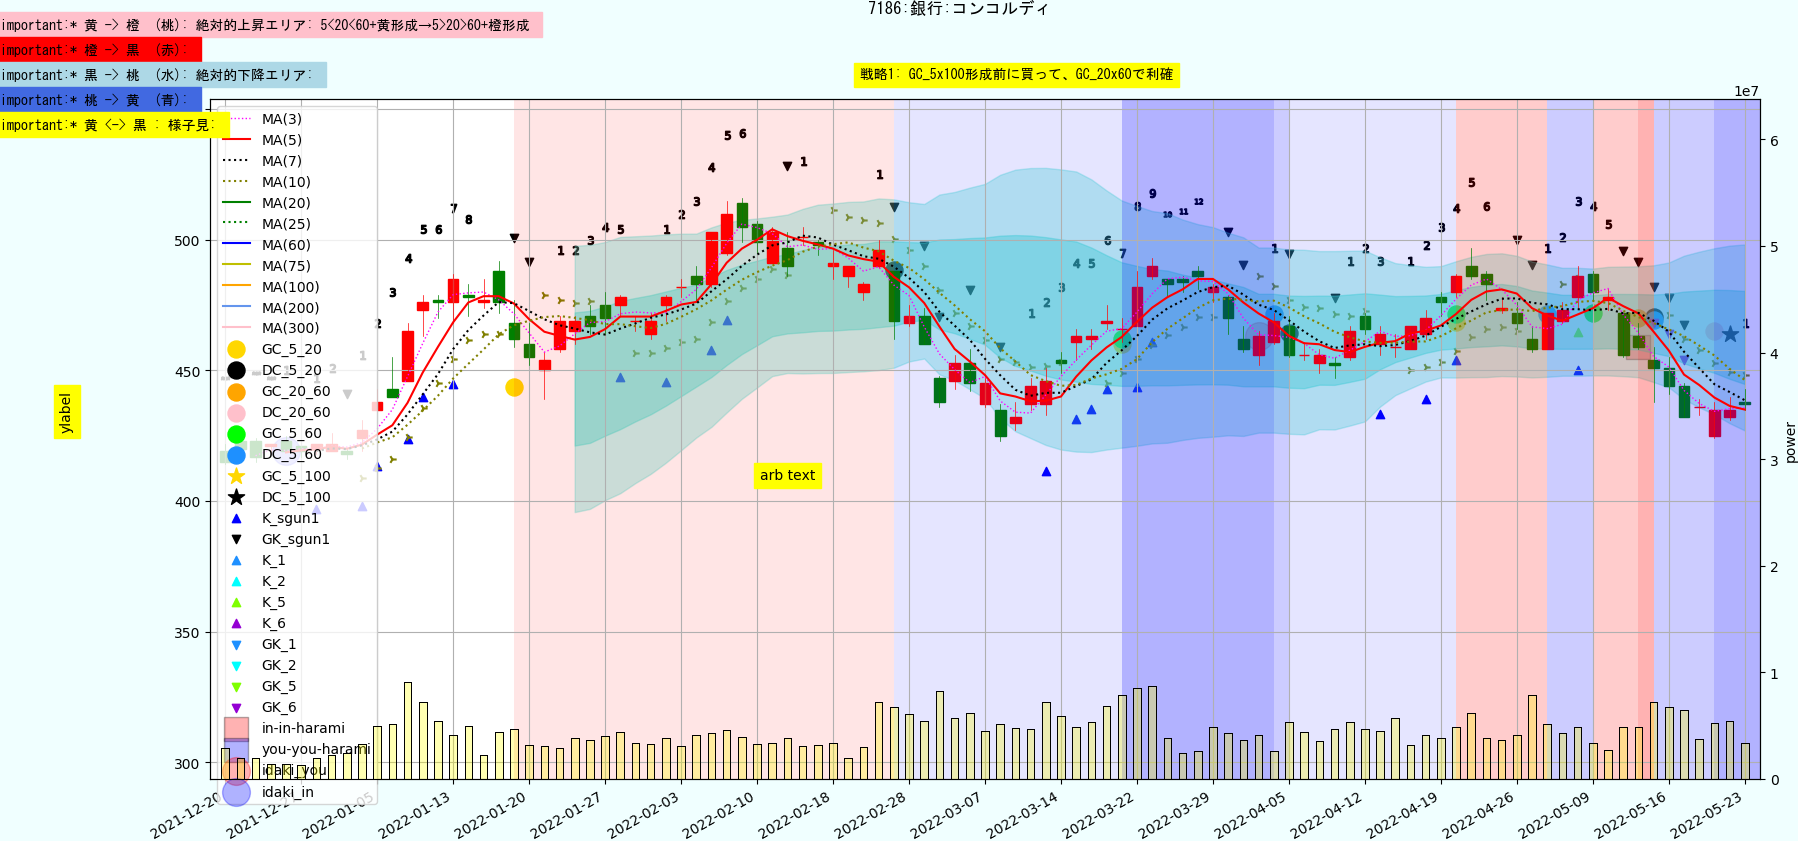 7186:銀行:コンコルディ
important:* 黄 -> 橙 (桃): 絶対的上昇エリア: 5<20<60+黄形成→5>20>60+橙形成
important:* 橙 -> 黒 (赤):
important:* 黒 -> 桃 (水): 絶対的下降エリア:
戦略1: GC_5x100形成前に買って、GC_20x60で利確
important:* 桃 -> 黄 (青):
1e7
important:* 黄 <-> 黒 : 様子見:
MA(3)
MA(5)
MA(7)
MA(10)
MA(20)
MA(25)
MA(60)
MA(75)
MA(100)
MA(200)
MA(300)
GC_5_20
DC_5_20
GC_20_60
DC_20_60
GC_5_60
DC_5_60
GC_5_100
DC_5_100
K_sgun1
GK_sgun1
K_1
K_2
K_5
K_6
GK_1
GK_2
GK_5
GK_6
in-in-harami
you-you-harami
idaki_you
idaki_in
500
450
400
350
300
ylabel
arb text
6
5
4
3
2
1
0
power
2021-12-20
2022-01-05
2022-01-13
2022-01-20
2022-01-27
2022-02-03
2022-02-10
2022-02-18
2022-02-28
2022-03-07
2022-03-14
2022-03-22
2022-03-29
2022-04-05
2022-04-12
2022-04-19
2022-04-26
2022-05-09
2022-05-16
2022-05-23